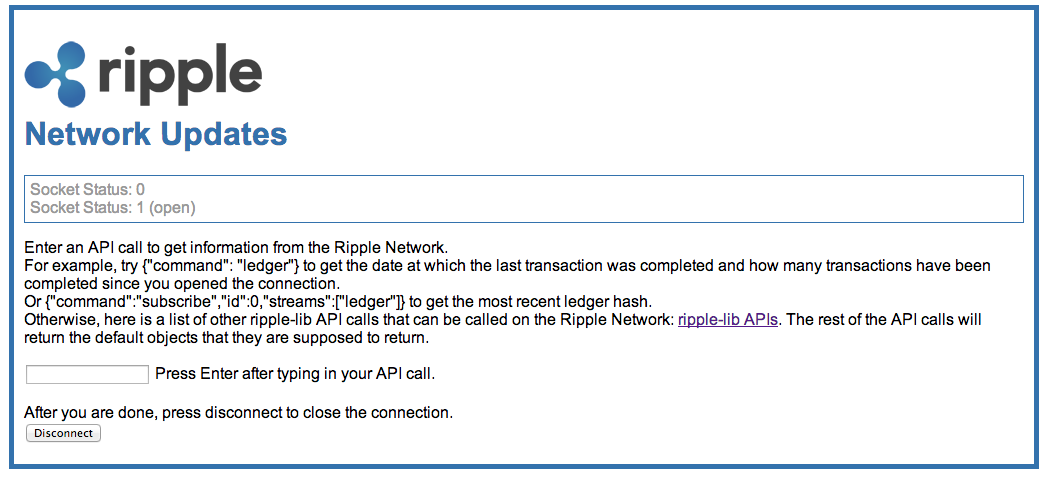 ripple
Network Updates
Socket Status: 0
Socket Status: 1 (open)
Enter an API call to get information from the Ripple Network.
For example, try {"command": "ledger"} to get the date at which the last transaction was completed and how many transactions have been
completed since you opened the connection.
Or {"command":"subscribe","id":0,"streams":["ledger"]} to get the most recent ledger hash.
Otherwise, here is a list of other ripple-lib API calls that can be called on the Ripple Network: ripple-lib APIs. The rest of the API calls will
return the default objects that they are supposed to return.
Press Enter after typing in your API call.
After you are done, press disconnect to close the connection.
Disconnect